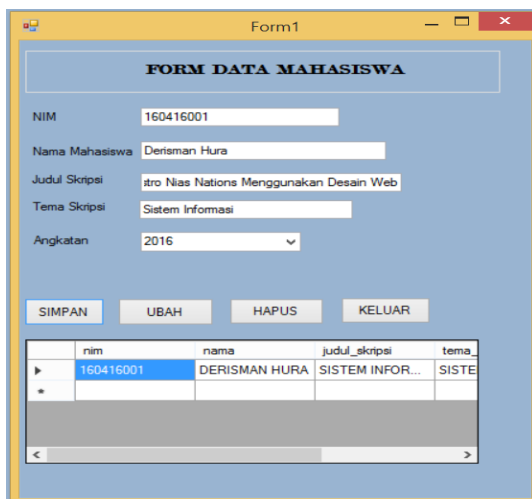 Form1
FORM DATA MAHASISWA
NIM 160416001
Nama Mahasiswa Derisman Hura
Judul Skripsi Nias Nations Menggunakan Desain Web
Tema Skripsi Sistem Informasi
Angkatan 2016
SIMPAN UBAH HAPUS KELUAR
nim nama judul_skripsi tema_
160416001 DERISMAN HURA SISTEM INFOR... SISTE